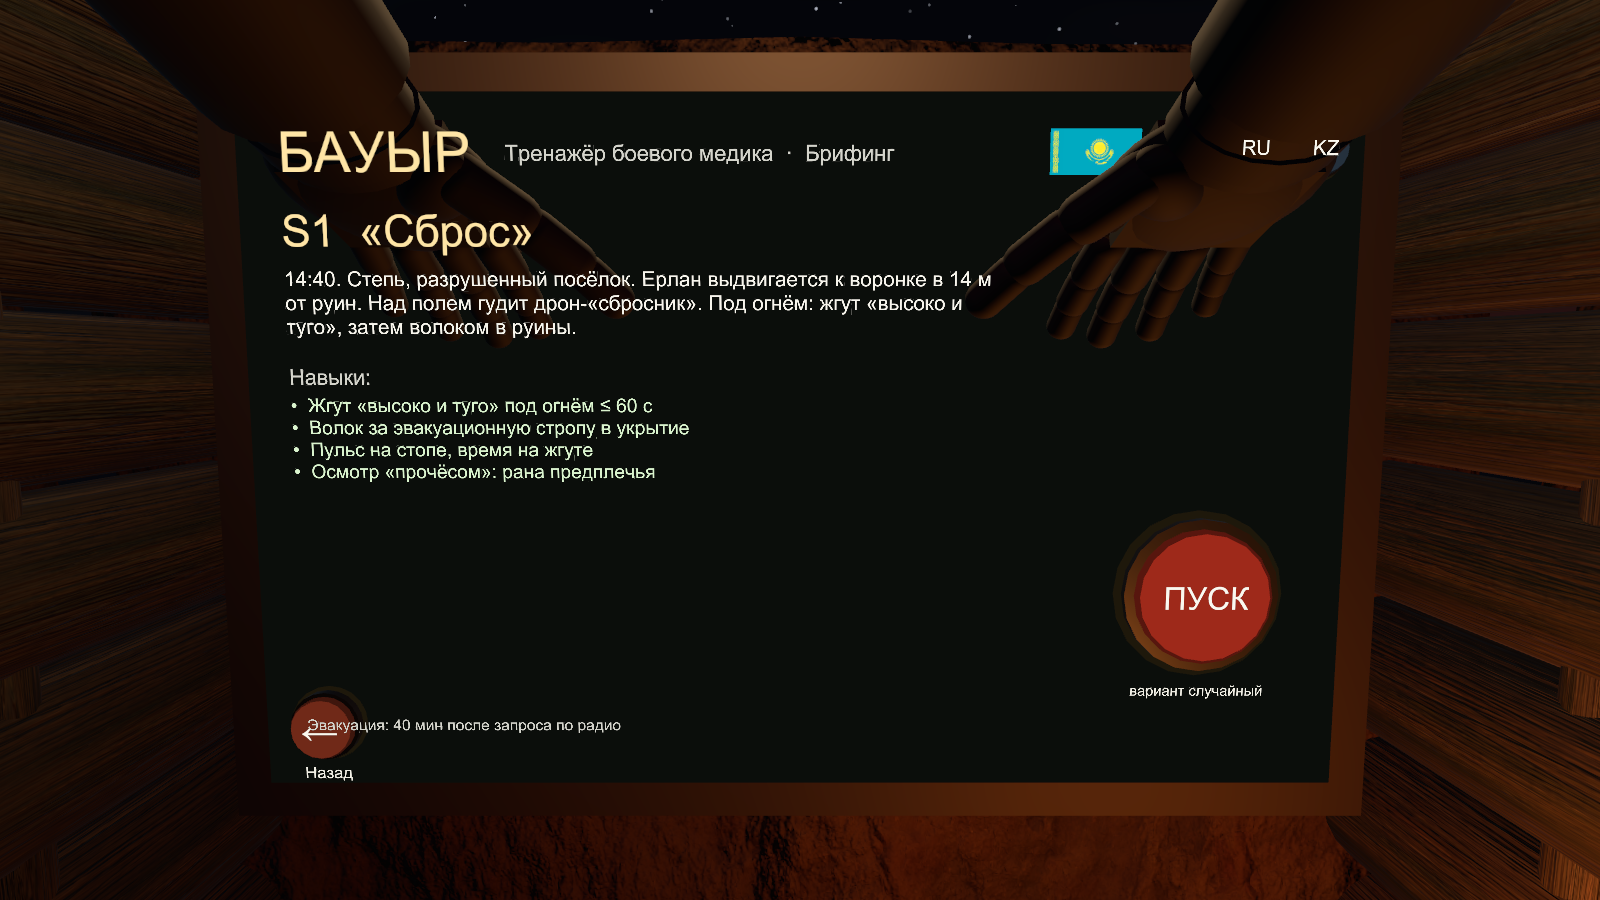 БАУЫР
Тренажёр боевого медика · Брифинг
RU
KZ
S1 «Сброс»
14:40. Степь, разрушенный посёлок. Ерлан выдвигается к воронке в 14 м
от руин. Над полем гудит дрон-«сбросник». Под огнём: жгут «высоко и
туго», затем волоком в руины.
Навыки:
• Жгут «высоко и туго» под огнём ≤ 60 с
• Волок за эвакуационную стропу в укрытие
• Пульс на стопе, время на жгуте
• Осмотр «прочёсом»: рана предплечья
ПУСК
вариант случайный
Эвакуация: 40 мин после запроса по радио
←
Назад